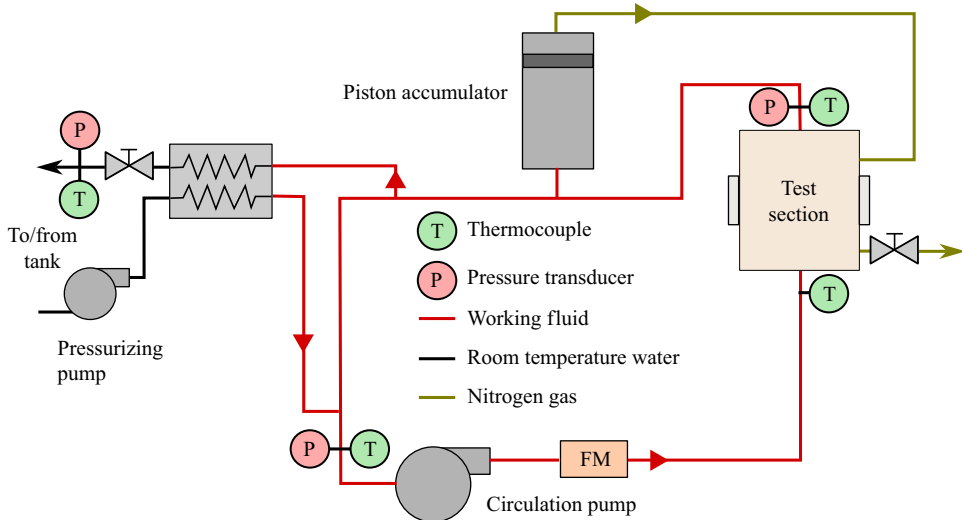 Piston accumulator
P
T
P
T
To/from
tank
Test
section
T
Thermocouple
P
Pressure transducer
T
Working fluid
Pressurizing
pump
Room temperature water
Nitrogen gas
P
T
FM
Circulation pump